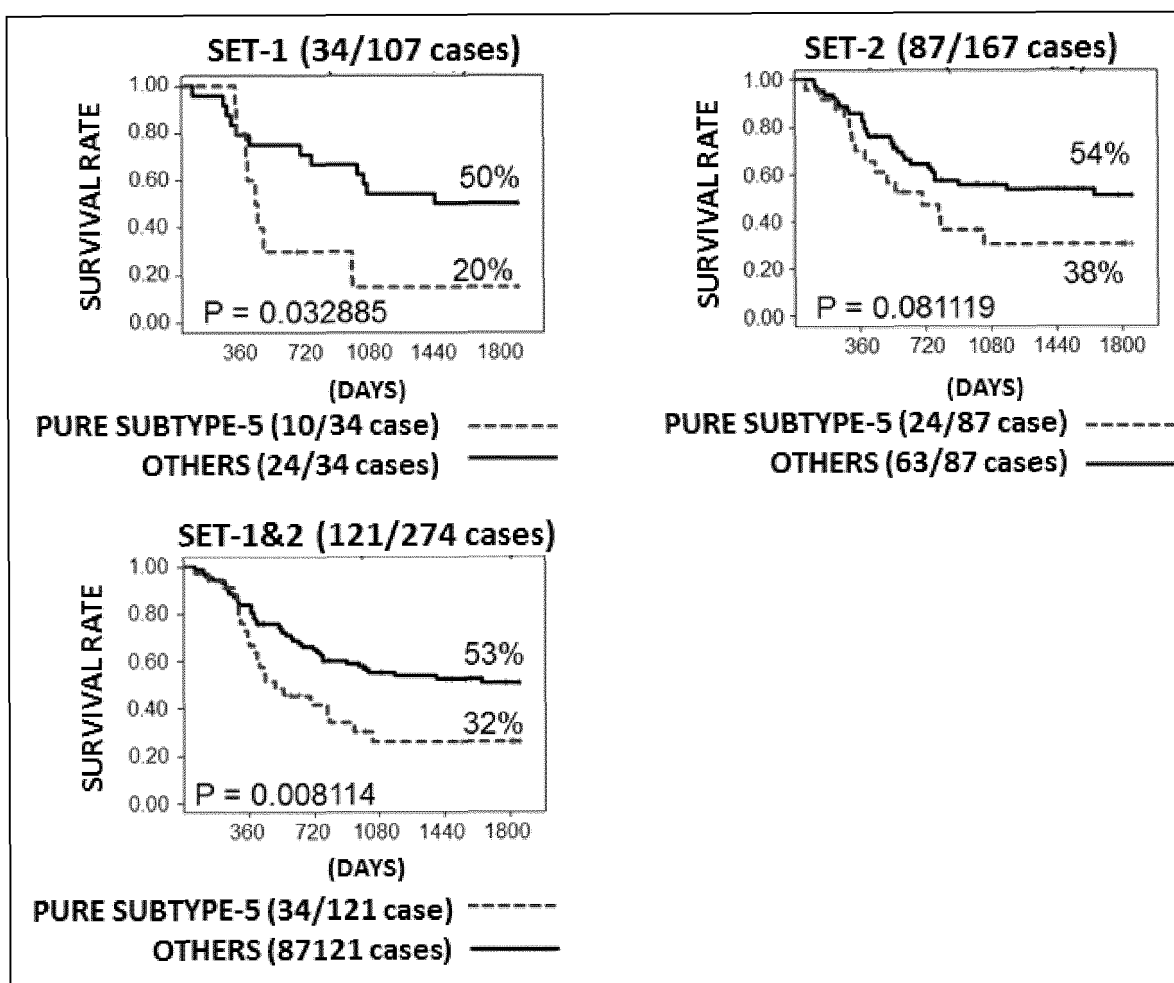 SET-1 (34/107 cases)
SURVIVAL RATE
1.00
0.80
0.60
0.40
0.20
0.00
50%
20%
P = 0.032885
360 720 1080 1440 1800
(DAYS)
PURE SUBTYPE-5 (10/34 case)
OTHERS (24/34 cases)
SET-2 (87/167 cases)
SURVIVAL RATE
1.00
0.80
0.60
0.40
0.20
0.00
54%
38%
P = 0.081119
360 720 1080 1440 1800
(DAYS)
PURE SUBTYPE-5 (24/87 case)
OTHERS (63/87 cases)
SET-1&2 (121/274 cases)
SURVIVAL RATE
1.00
0.80
0.60
0.40
0.20
0.00
53%
32%
P = 0.008114
360 720 1080 1440 1800
(DAYS)
PURE SUBTYPE-5 (34/121 case)
OTHERS (87121 cases)